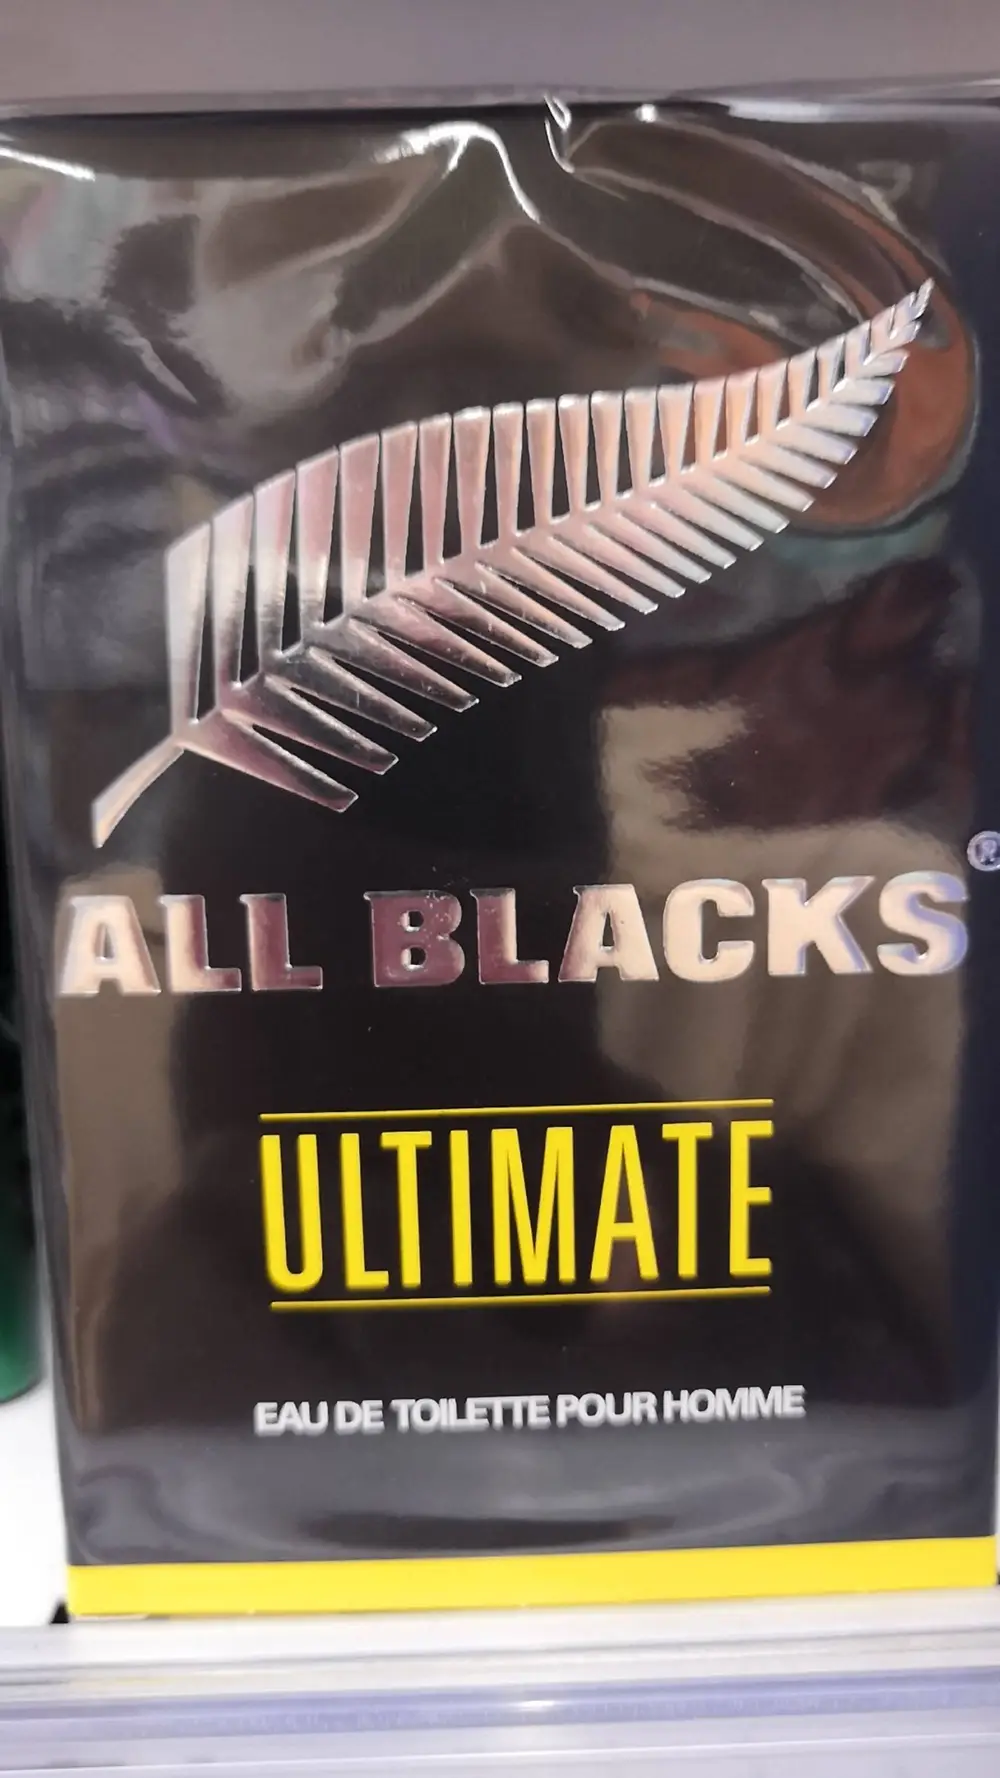 ALL BLACKS®
ULTIMATE
EAU DE TOILETTE POUR HOMME